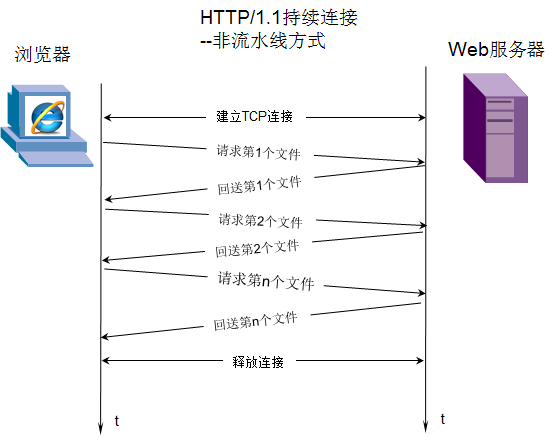 HTTP/1.1持续连接
--非流水线方式
浏览器
Web服务器
建立TCP连接
请求第1个文件
回送第1个文件
请求第2个文件
回送第2个文件
请求第n个文件
回送第n个文件
释放连接
t
t